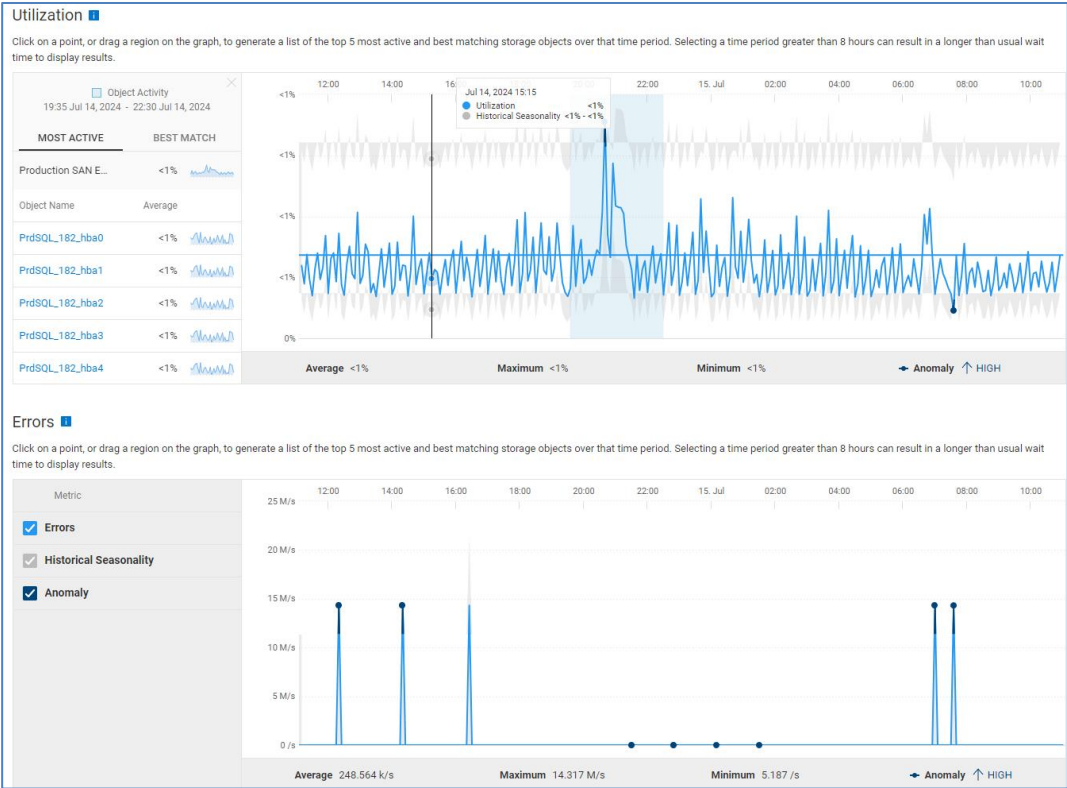 Utilization
Click on a point, or drag a region on the graph, to generate a list of the top 5 most active and best matching storage objects over that time period. Selecting a time period greater than 8 hours can result in a longer than usual wait
time to display results.
Object Activity
19:35 Jul 14, 2024 - 22:30 Jul 14, 2024
MOST ACTIVE BEST MATCH
Production SAN E... <1%
Object Name Average
PrdSQL_182_hba0 <1%
PrdSQL_182_hba1 <1%
PrdSQL_182_hba2 <1%
PrdSQL_182_hba3 <1%
PrdSQL_182_hba4 <1%
12:00 14:00 22:00 15. Jul 02:00 04:00 06:00 08:00 10:00
Jul 14, 2024 15:15
Utilization <1%
Historical Seasonality <1% - <1%
<1%
<1%
<1%
<1%
0%
Average <1% Maximum <1% Minimum <1% Anomaly HIGH
Errors
Click on a point, or drag a region on the graph, to generate a list of the top 5 most active and best matching storage objects over that time period. Selecting a time period greater than 8 hours can result in a longer than usual wait
time to display results.
Metric
Errors
Historical Seasonality
Anomaly
12:00 14:00 16:00 18:00 20:00 22:00 15. Jul 02:00 04:00 06:00 08:00 10:00
25 M/s
20 M/s
15 M/s
10 M/s
5 M/s
0 /s
Average 248.564 k/s Maximum 14.317 M/s Minimum 5.187 /s Anomaly HIGH